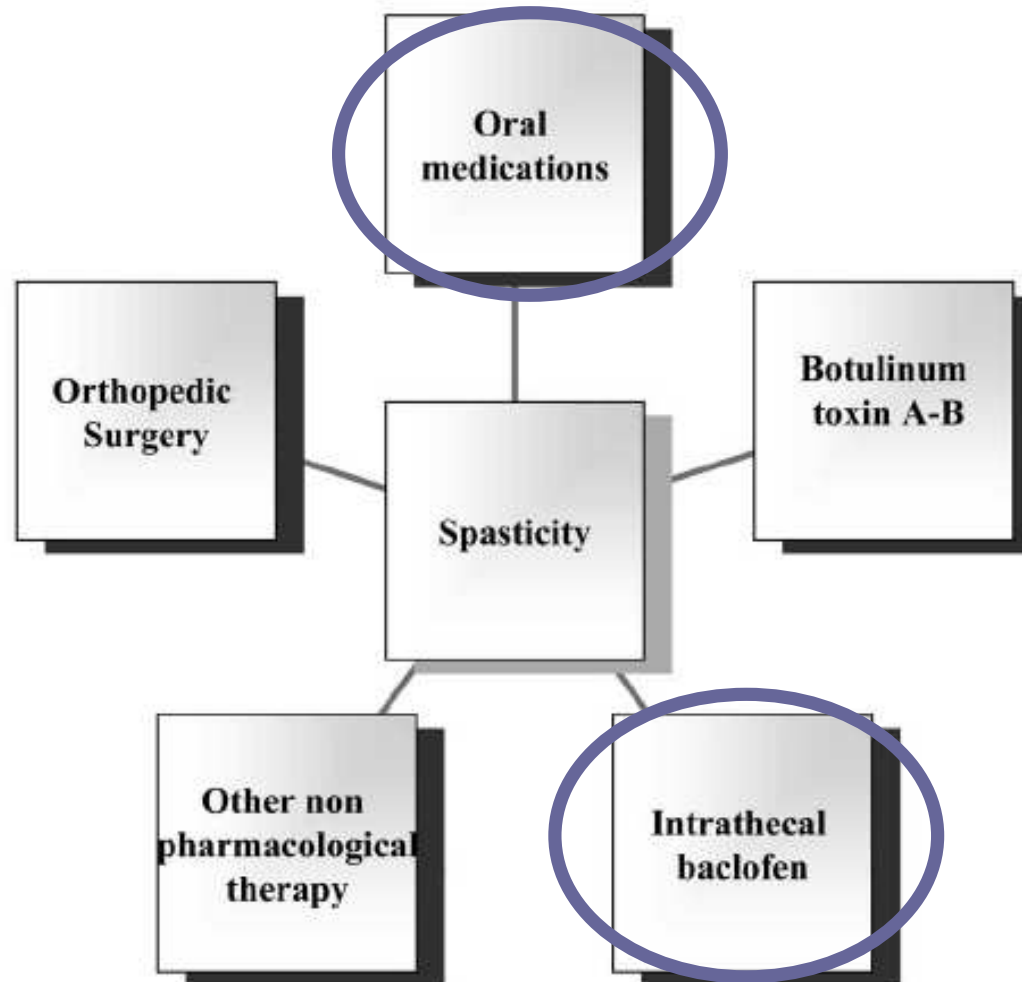 Oral
medications
Orthopedic
Surgery
Botulinum
toxin A-B
Spasticity
Other non
pharmacological
therapy
Intrathecal
baclofen